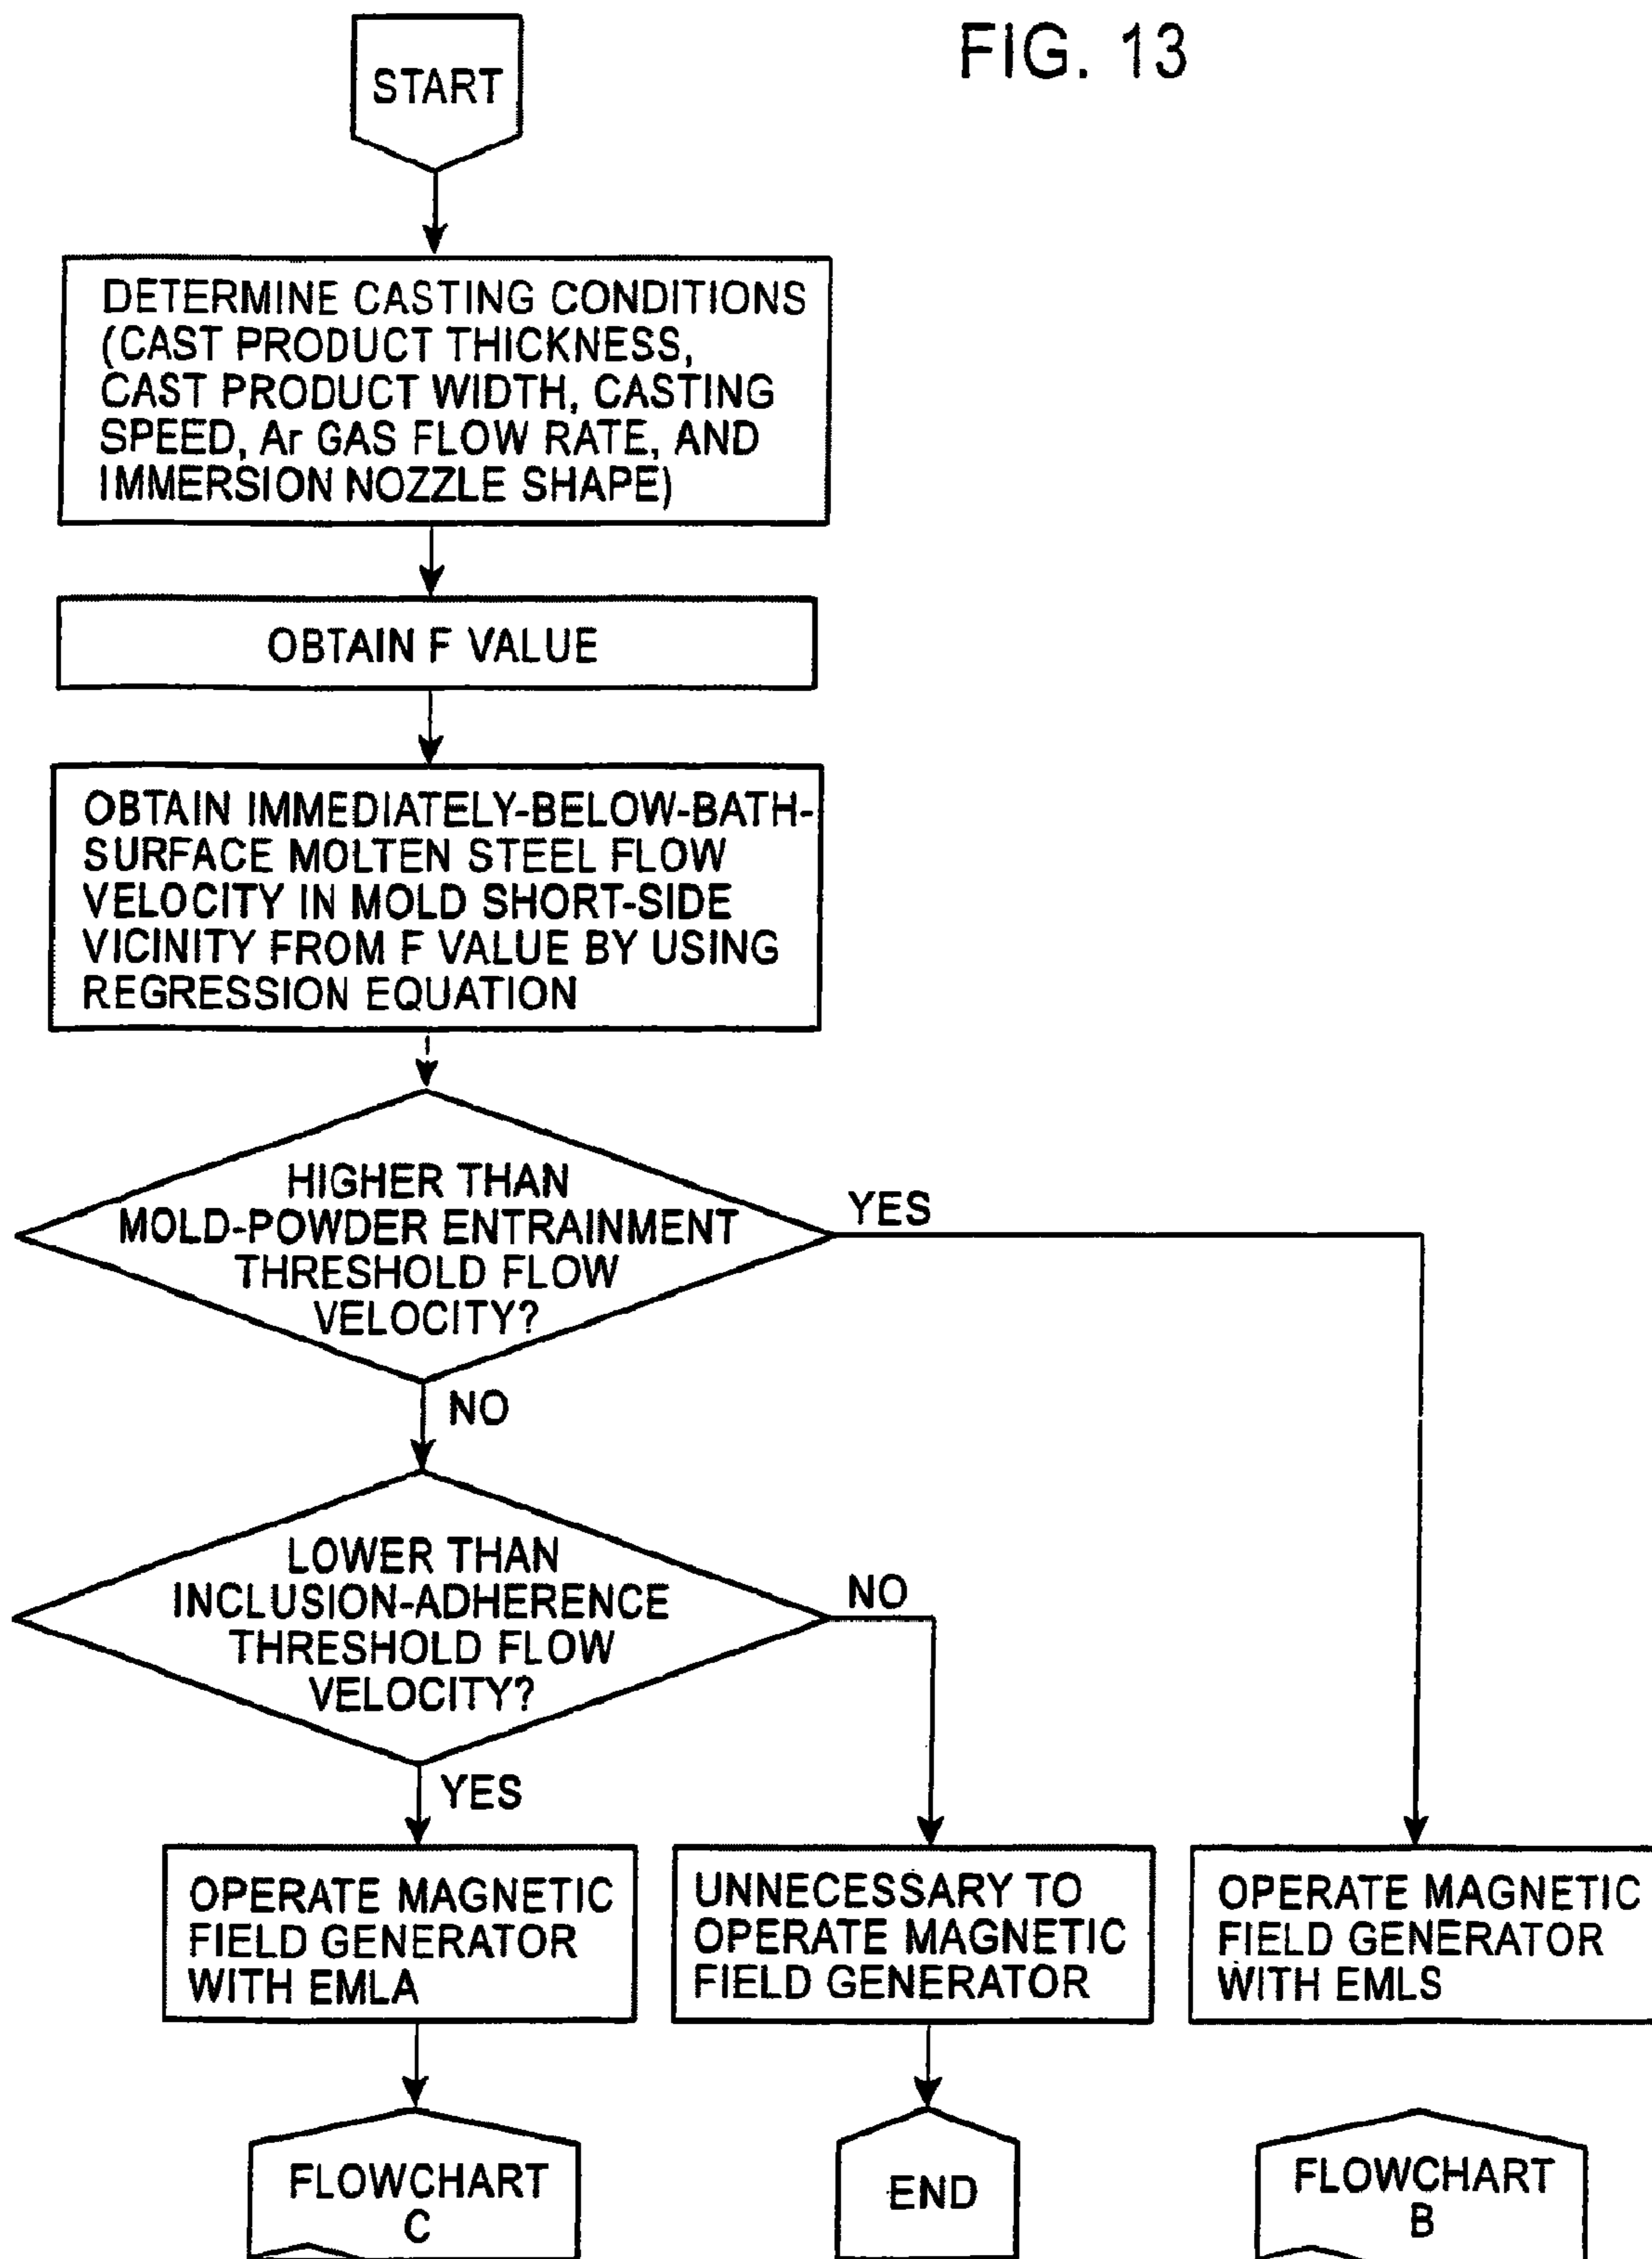 FIG. 13
START
DETERMINE CASTING CONDITIONS
(CAST PRODUCT THICKNESS,
CAST PRODUCT WIDTH, CASTING
SPEED, Ar GAS FLOW RATE, AND
IMMERSION NOZZLE SHAPE)
OBTAIN F VALUE
OBTAIN IMMEDIATELY-BELOW-BATH-
SURFACE MOLTEN STEEL FLOW
VELOCITY IN MOLD SHORT-SIDE
VICINITY FROM F VALUE BY USING
REGRESSION EQUATION
HIGHER THAN
MOLD-POWDER ENTRAINMENT
THRESHOLD FLOW
VELOCITY?
YES
NO
LOWER THAN
INCLUSION-ADHERENCE
THRESHOLD FLOW
VELOCITY?
NO
YES
OPERATE MAGNETIC
FIELD GENERATOR
WITH EMLA
UNNECESSARY TO
OPERATE MAGNETIC
FIELD GENERATOR
OPERATE MAGNETIC
FIELD GENERATOR
WITH EMLS
FLOWCHART
C
END
FLOWCHART
B